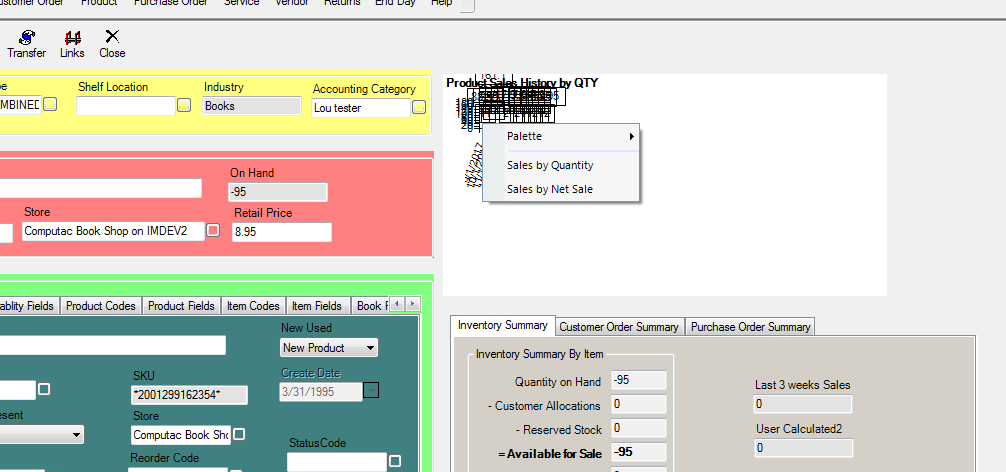 Customer Order Product Purchase Order Service Vendor Returns End Day Help
Transfer Links Close
Shelf Location Industry Accounting Category
MBINED Books Lou tester
Product Sales History by QTY
Palette
Sales by Quantity
Sales by Net Sale
On Hand
-95
Store Retail Price
Computac Book Shop on IMDEV2 8.95
ablity Fields Product Codes Product Fields Item Codes Item Fields Book F
New Used
New Product
SKU Create Date
*2001299162354* 3/31/1995
esent Store
Computac Book Sh
StatusCode
Reorder Code
Inventory Summary Customer Order Summary Purchase Order Summary
Inventory Summary By Item
Quantity on Hand -95
- Customer Allocations 0
- Reserved Stock 0
= Available for Sale -95
Last 3 weeks Sales
0
User Calculated2
0